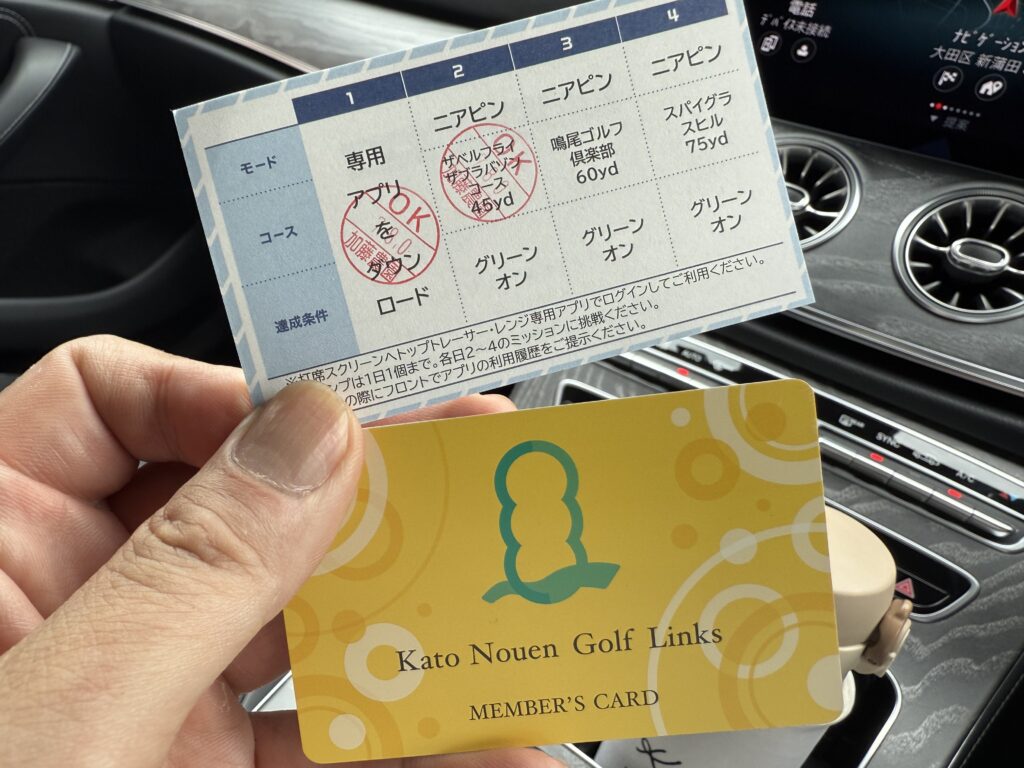 電話
デバイス未接続
ナビゲーション
大田区 新蒲田
提案
1 2 3 4
モード
専用
アプリ
を
ダウン
ロード
ニアピン
ニアピン
ニアピン
コース
ザベルフライ
ザプラバツク
コース
45yd
鳴尾ゴルフ
倶楽部
60yd
スパイグラ
スヒル
75yd
達成条件
グリーン
オン
グリーン
オン
グリーン
オン
OK
加藤農園
OK
※打席スクリーンへトップトレーサー・レンジ専用アプリでログインしてご利用ください。
ンプは1日1個まで。各日2~4のミッションに挑戦ください。
の際にフロントでアプリの利用履歴をご提示ください。
AUTO
SYNC
A/C
Kato Nouen Golf Links
MEMBER'S CARD